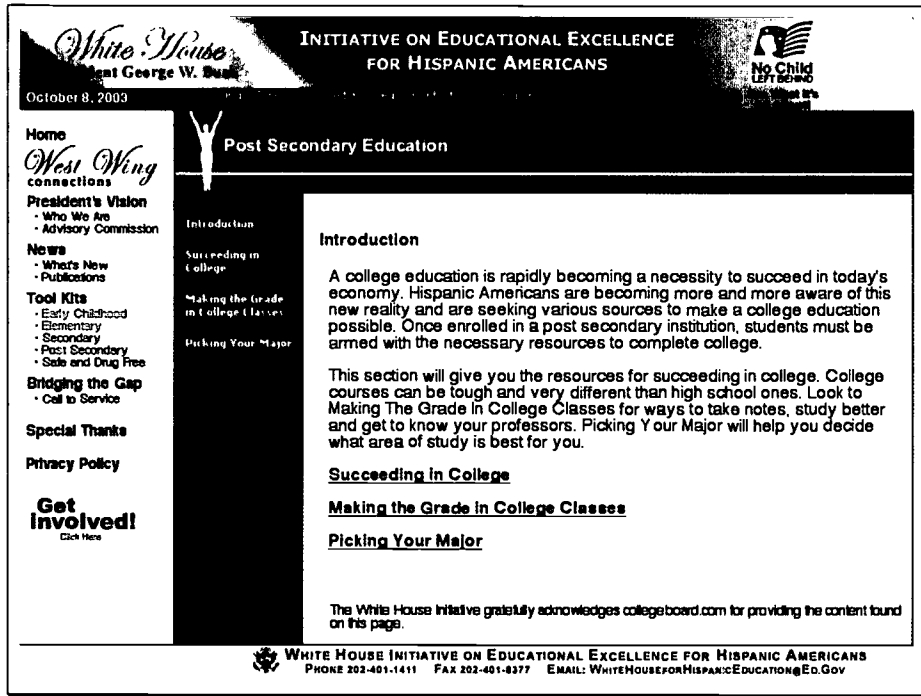 White House
President George W. Bush
INITIATIVE ON EDUCATIONAL EXCELLENCE
FOR HISPANIC AMERICANS
No Child
LEFT BEHIND
October 8, 2003
Home
West Wing
connections
President's Vision
· Who We Are
· Advisory Commission
News
· What's New
· Publications
Tool Kits
· Early Childhood
· Elementary
· Secondary
· Post Secondary
· Safe and Drug Free
Bridging the Gap
· Call to Service
Special Thanks
Privacy Policy
Get
involved!
Click Here
Post Secondary Education
Introduction
Succeeding in
College
Making the Grade
in College Classes
Picking Your Major
Introduction
A college education is rapidly becoming a necessity to succeed in today's
economy. Hispanic Americans are becoming more and more aware of this
new reality and are seeking various sources to make a college education
possible. Once enrolled in a post secondary institution, students must be
armed with the necessary resources to complete college.
This section will give you the resources for succeeding in college. College
courses can be tough and very different than high school ones. Look to
Making The Grade In College Classes for ways to take notes, study better
and get to know your professors. Picking Your Major will help you decide
what area of study is best for you.
Succeeding in College
Making the Grade in College Classes
Picking Your Major
The White House Initiative gratefully acknowledges collegeboard.com for providing the content found
on this page.
WHITE HOUSE INITIATIVE ON EDUCATIONAL EXCELLENCE FOR HISPANIC AMERICANS
PHONE 202-401-1411 FAX 202-401-8377 EMAIL: WHITEHOUSEFORHISPANICEDUCATION@ED.GOV